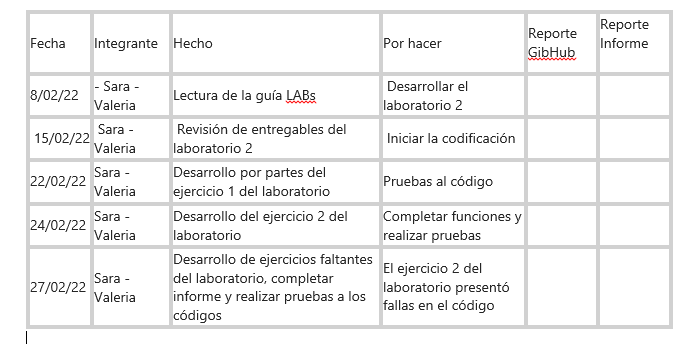 Fecha
Integrante
Hecho
Por hacer
Reporte
GibHub
Reporte
Informe
8/02/22
- Sara -
Valeria
Lectura de la guía LABs
Desarrollar el
laboratorio 2
15/02/22
Sara -
Valeria
Revisión de entregables del
laboratorio 2
Iniciar la codificación
22/02/22
Sara -
Valeria
Desarrollo por partes del
ejercicio 1 del laboratorio
Pruebas al código
24/02/22
Sara -
Valeria
Desarrollo del ejercicio 2 del
laboratorio
Completar funciones y
realizar pruebas
27/02/22
Sara -
Valeria
Desarrollo de ejercicios faltantes
del laboratorio, completar
informe y realizar pruebas a los
códigos
El ejercicio 2 del
laboratorio presentó
fallas en el código